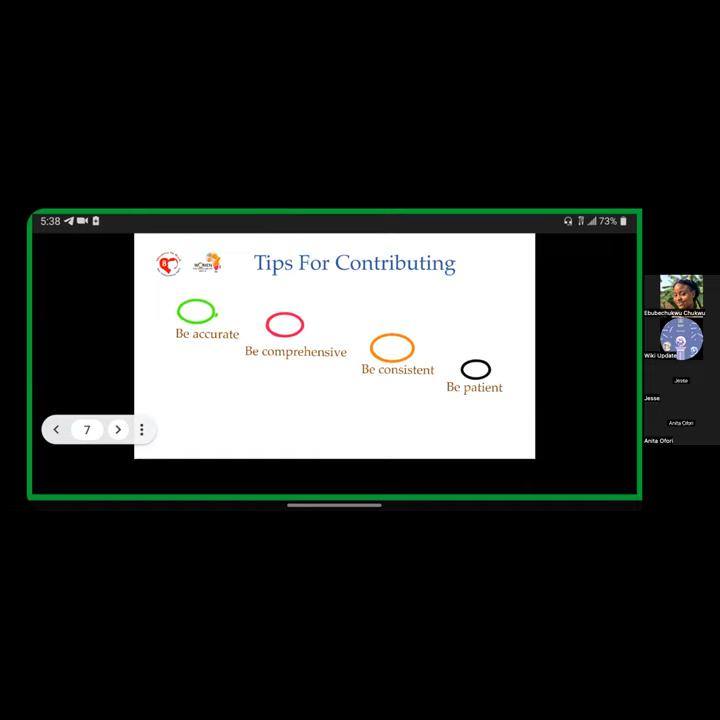 5:38
73%
WOMEN
Tips For Contributing
Be accurate
Be comprehensive
Be consistent
Be patient
7
Ebubechukwu Chukwu
Wiki Update
Jesse
Jesse
Anita Ofori
Anita Ofori